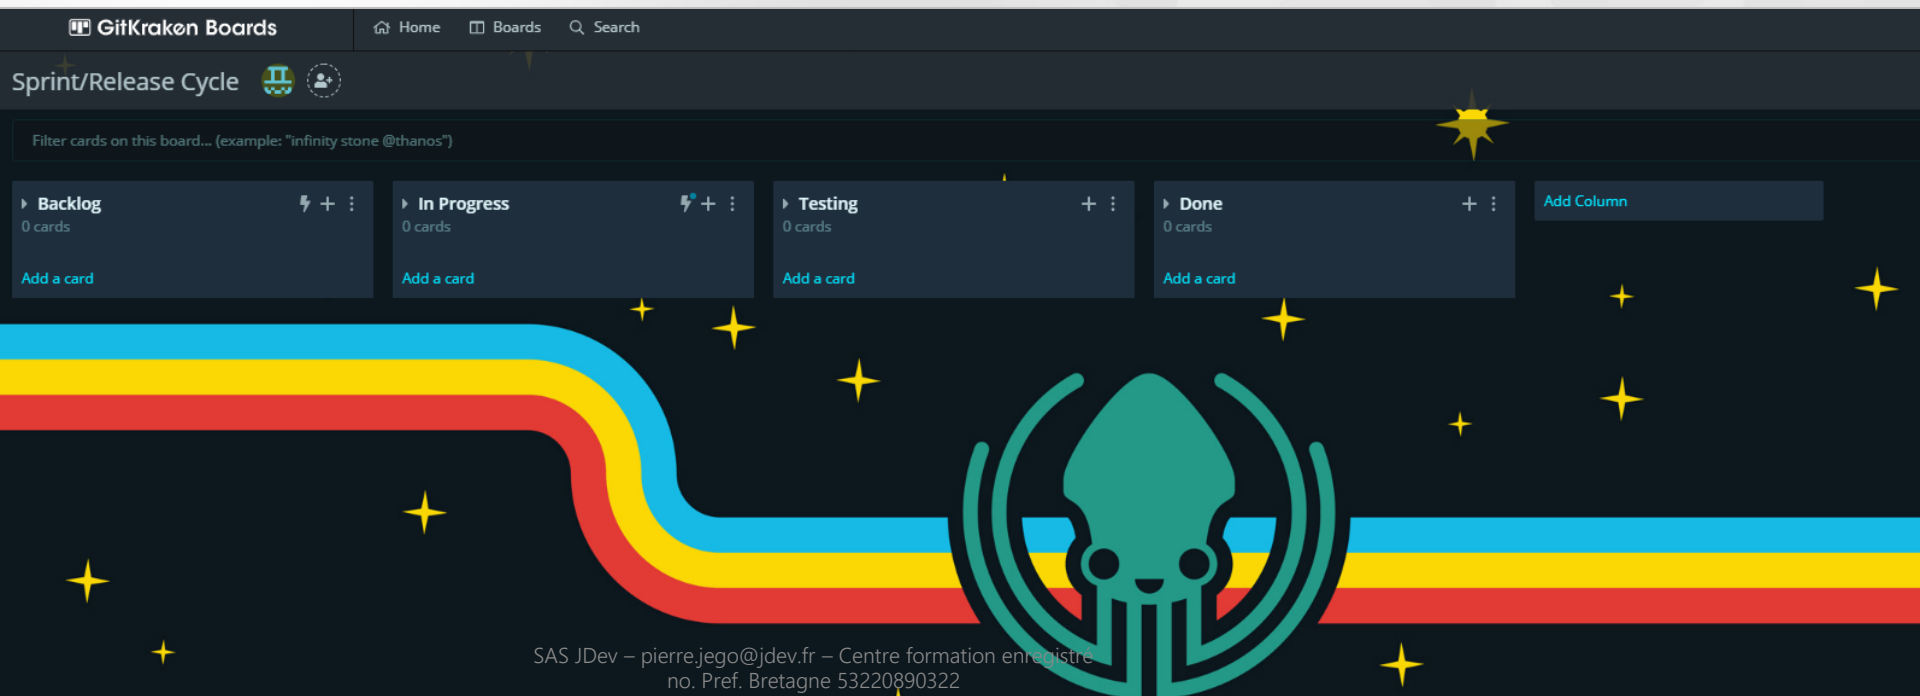 GitKraken Boards Home Boards Search
Sprint/Release Cycle
Filter cards on this board... (example: "infinity stone @thanos")
Backlog
0 cards
Add a card
In Progress
0 cards
Add a card
Testing
0 cards
Add a card
Done
0 cards
Add a card
Add Column
SAS JDev – pierre.jego@jdev.fr – Centre formation enregistré
no. Pref. Bretagne 53220890322